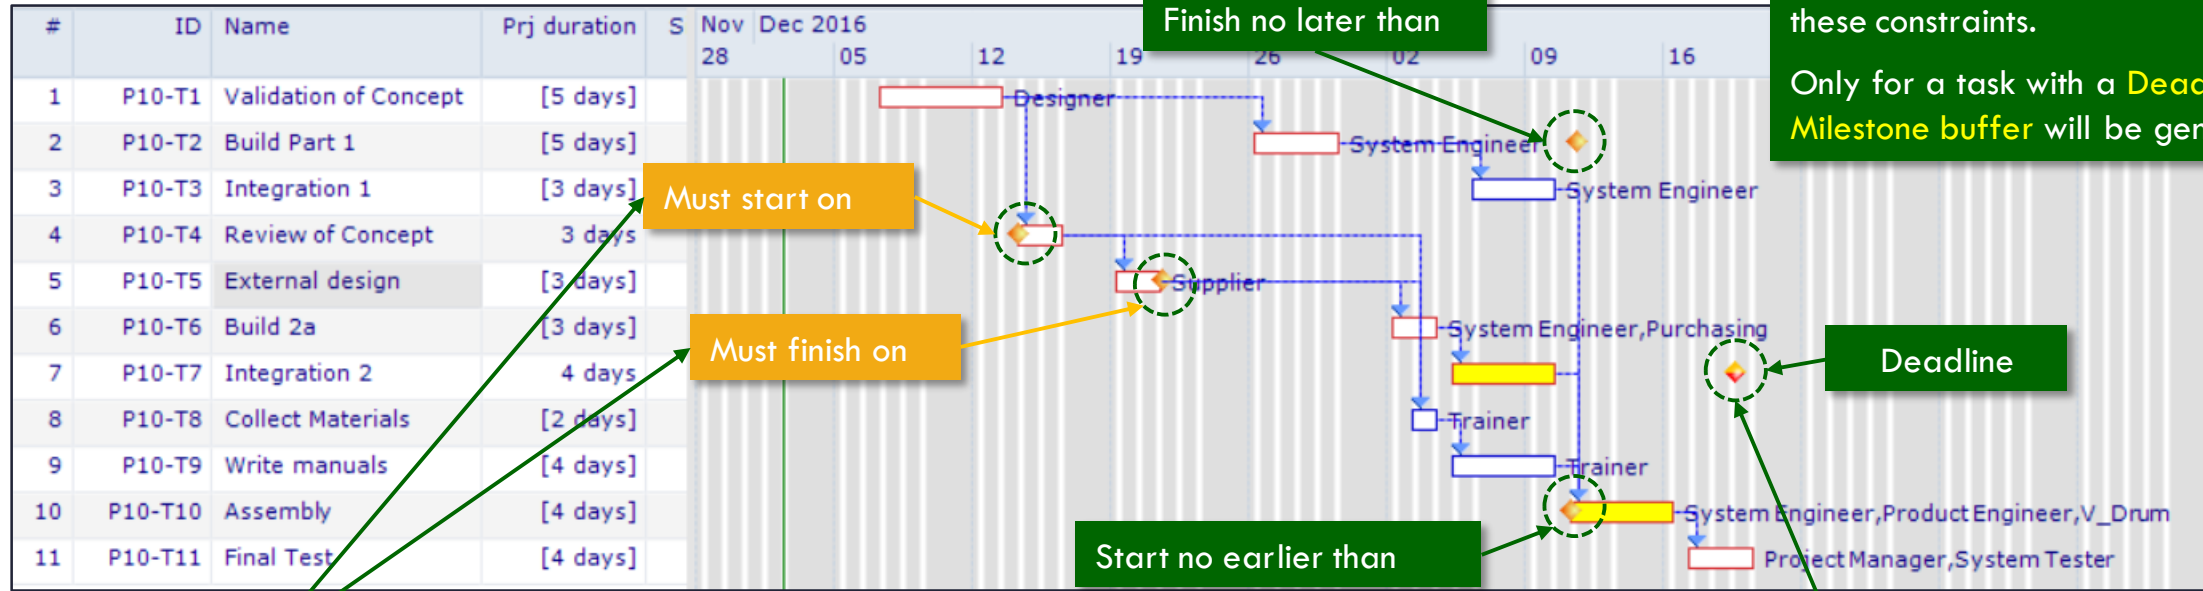 # ID Name Prj duration S Nov Dec 2016
28 05 12 19 26 02 09 16
Finish no later than
these constraints.
Only for a task with a
Milestone buffer will be
1 P10-T1 Validation of Concept [5 days] Designer
2 P10-T2 Build Part 1 [5 days] System Engineer
3 P10-T3 Integration 1 [3 days] System Engineer
Must start on
4 P10-T4 Review of Concept 3 days
5 P10-T5 External design [3 days] Supplier
6 P10-T6 Build 2a [3 days] System Engineer,Purchasing
Must finish on
Deadline
7 P10-T7 Integration 2 4 days
8 P10-T8 Collect Materials [2 days] Trainer
9 P10-T9 Write manuals [4 days] Trainer
10 P10-T10 Assembly [4 days] System Engineer,Product Engineer,V_Drum
Start no earlier than
11 P10-T11 Final Test [4 days] Project Manager,System Tester